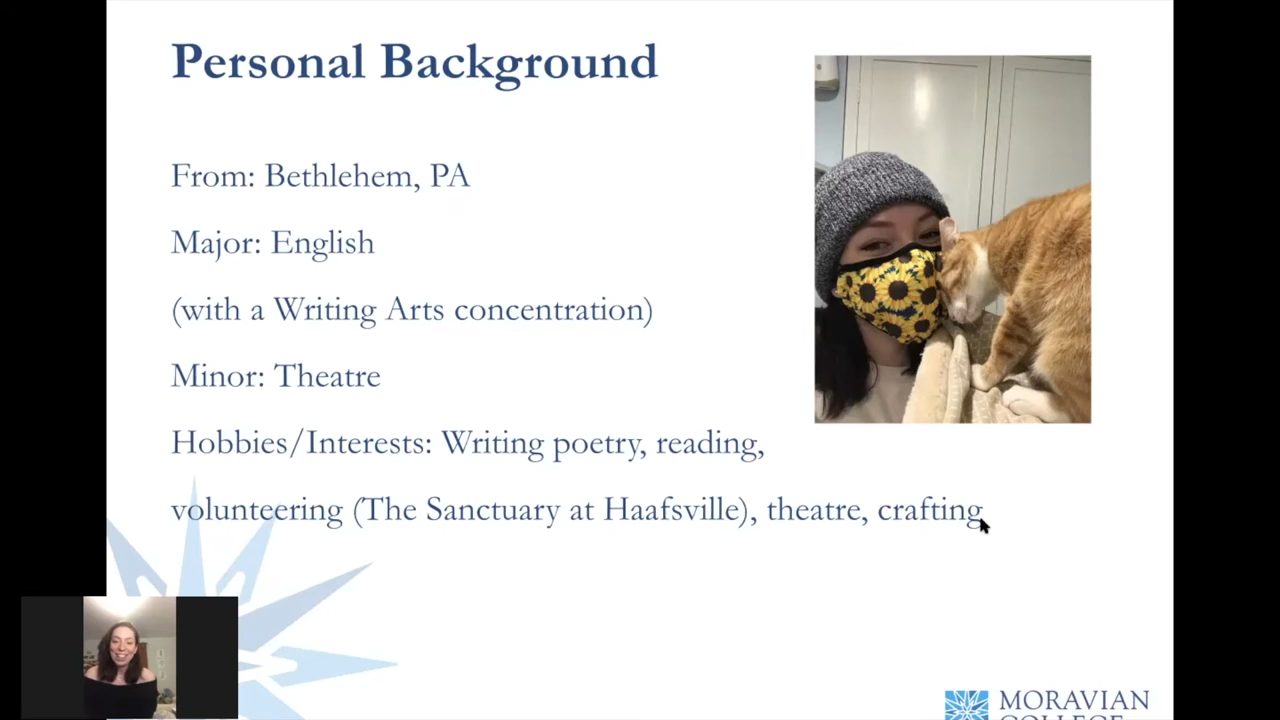 Personal Background
From: Bethlehem, PA
Major: English
(with a Writing Arts concentration)
Minor: Theatre
Hobbies/Interests: Writing poetry, reading,
volunteering (The Sanctuary at Haafsville), theatre, crafting
MORAVIAN
COLLEGE